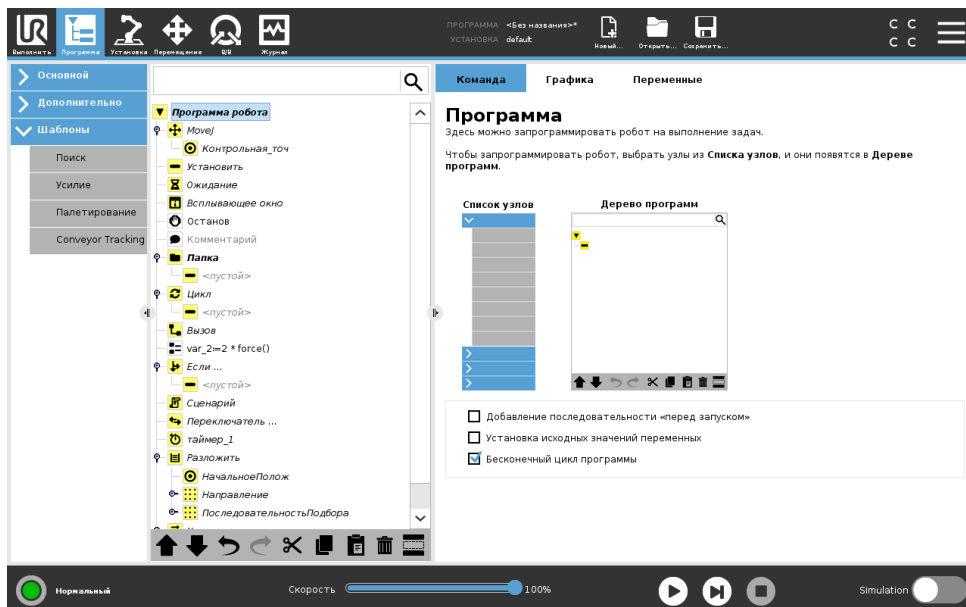 UR
ПРОГРАММА <Без названия>*
УСТАНОВКА default
Выполнить Программа Установка Перемещение В/В Журнал
Новый... Открыть... Сохранить...
C C
C C
Основной
Дополнительно
Шаблоны
Поиск
Усилие
Палетирование
Conveyor Tracking
Программа робота
MoveJ
Контрольная_точ
Установить
Ожидание
Всплывающее окно
Останов
Комментарий
Папка
<пустой>
Цикл
<пустой>
Вызов
var_2≔2 * force()
Если ...
<пустой>
Сценарий
Переключатель ...
таймер_1
Разложить
НачальноеПолож
Направление
ПоследовательностьПодбора
Команда Графика Переменные
Программа
Здесь можно запрограммировать робот на выполнение задач.
Чтобы запрограммировать робот, выбрать узлы из Списка узлов, и они появятся в Дереве
программ.
Список узлов Дерево программ
Добавление последовательности «перед запуском»
Установка исходных значений переменных
Бесконечный цикл программы
Нормальный
Скорость 100%
Simulation